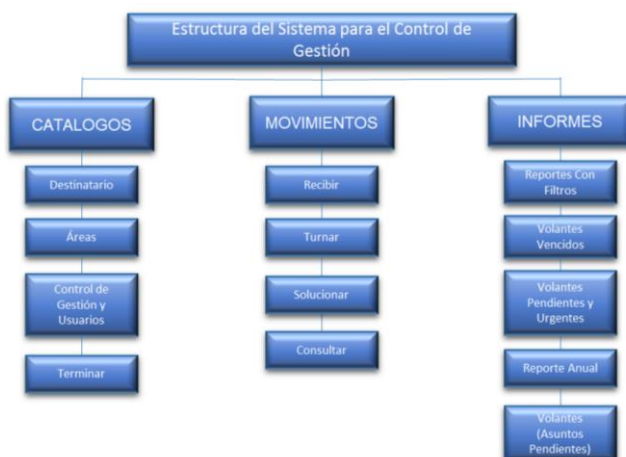 Estructura del Sistema para el Control de
Gestión
CATALOGOS
Destinatario
Áreas
Control de
Gestión y
Usuarios
Terminar
MOVIMIENTOS
Recibir
Turnar
Solucionar
Consultar
INFORMES
Reportes Con
Filtros
Volantes
Vencidos
Volantes
Pendientes y
Urgentes
Reporte Anual
Volantes
(Asuntos
Pendientes)